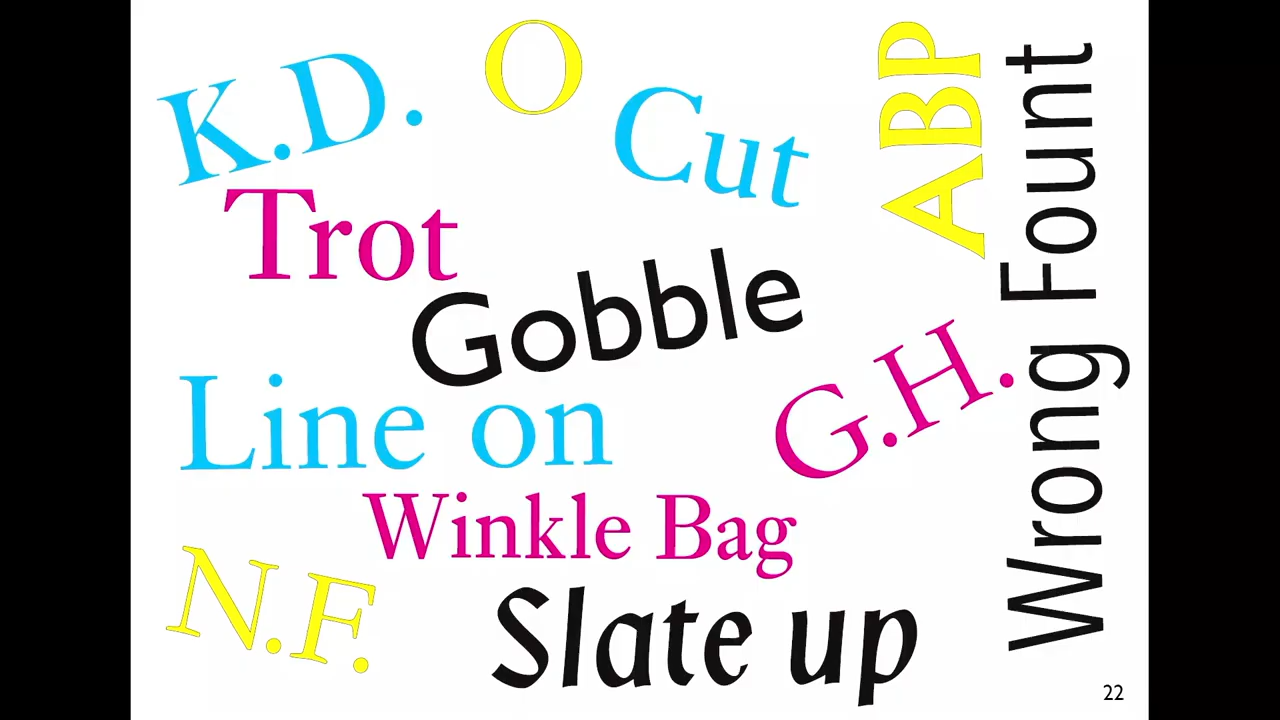 K.D.
O
Cut
ABP
Wrong Fount
Trot
Gobble
G.H.
Line on
Winkle Bag
N.F.
Slate up
22